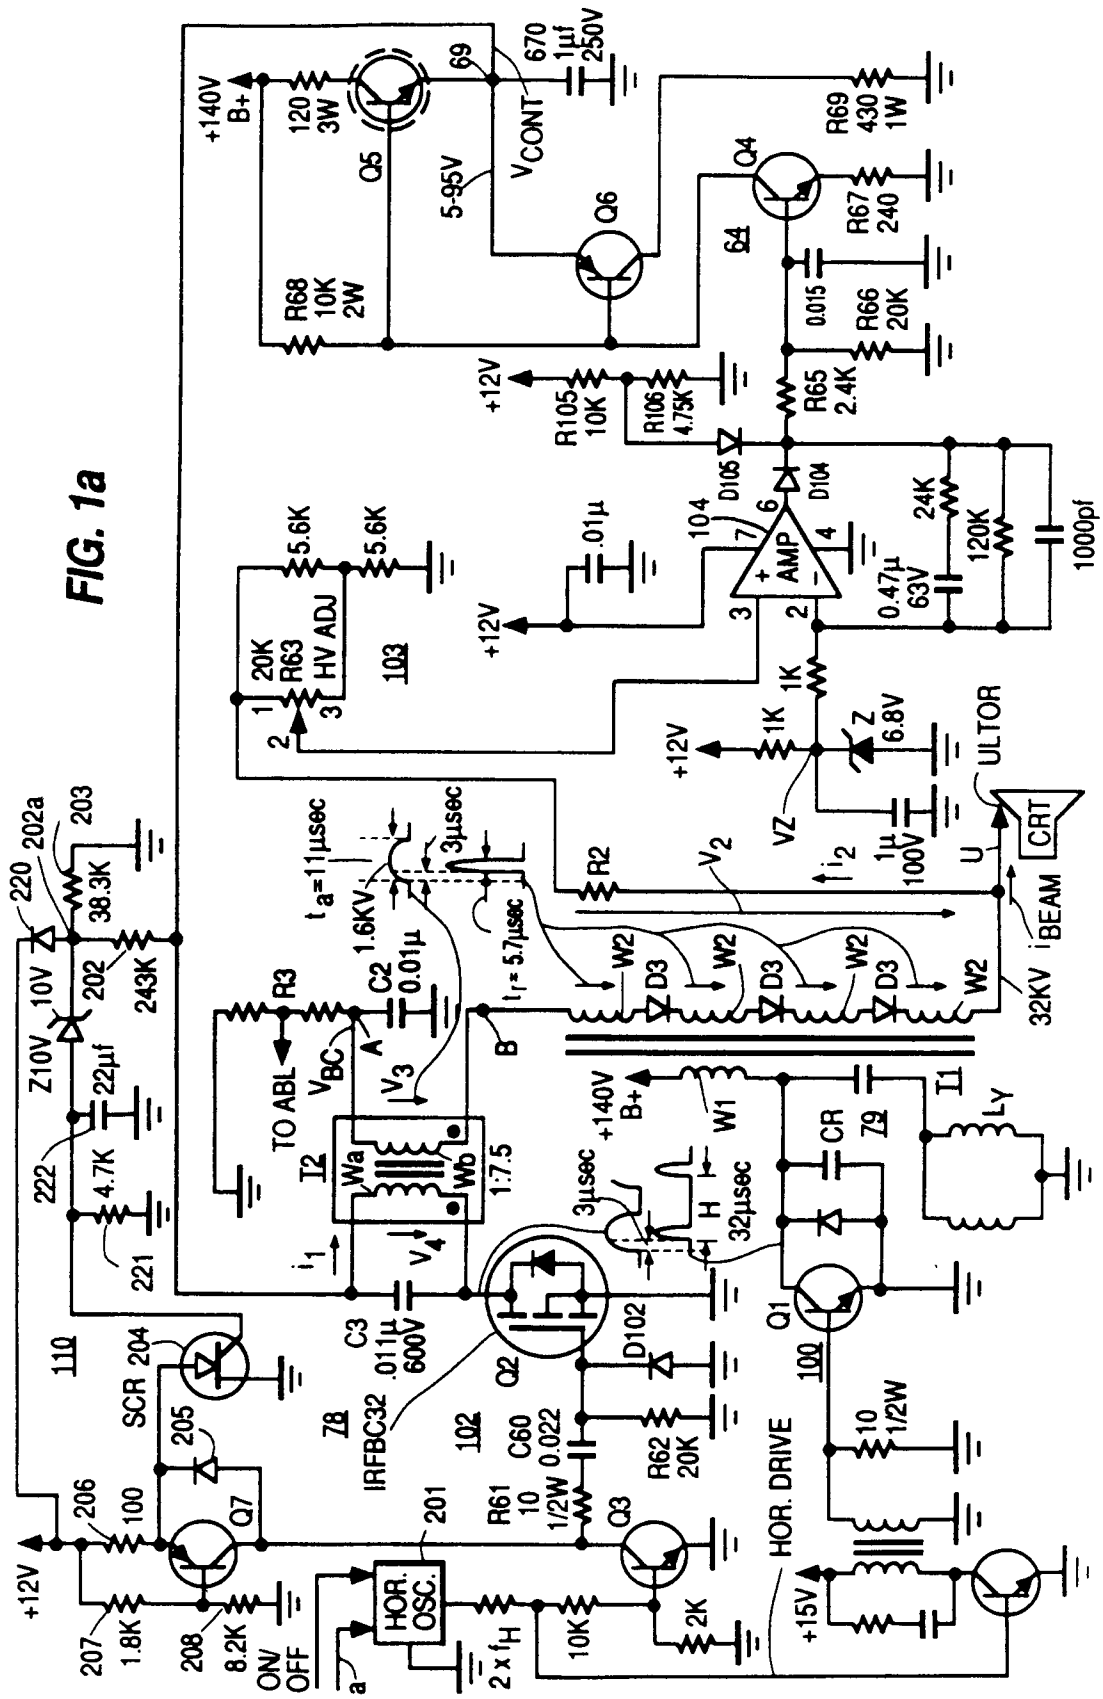 FIG. 1a
+12V
207
1.8K
208
8.2K
206
100
Q7
205
SCR
204
110
221
4.7K
222
22µf
Z10V
10V
202
243K
220
202a
203
38.3K
ON/
OFF
a
HOR.
OSC.
201
2 x fH
10K
2K
Q3
R61
10
1/2W
C60
0.022
R62
20K
102
78
IRFBC32
Q2
D102
C3
.011µ
600V
i1
V4
T2
Wa
Wb
1:7.5
V3
TO ABL
R3
VBC
A
C2
0.01µ
B
ta=11µsec
1.6KV
3µsec
tr = 5.7µsec
3µsec
H
32µsec
HOR. DRIVE
+15V
10
1/2W
100
Q1
CR
79
LY
T1
+140V
B+
W1
W2
D3
W2
D3
W2
D3
W2
32KV
iBEAM
U
CRT
ULTOR
R2
V2
i2
103
20K
R63
HV ADJ
1
2
3
5.6K
5.6K
+12V
1K
1K
VZ
Z
6.8V
1µ
100V
+12V
.01µ
3
2
+
−
AMP
104
7
6
4
D105
D104
+12V
R105
10K
R106
4.75K
0.47µ
63V
24K
120K
1000pf
R65
2.4K
R66
20K
0.015
64
Q4
R67
240
R69
430
1W
Q6
R68
10K
2W
+140V
B+
120
3W
Q5
5-95V
VCONT
69
670
1µf
250V